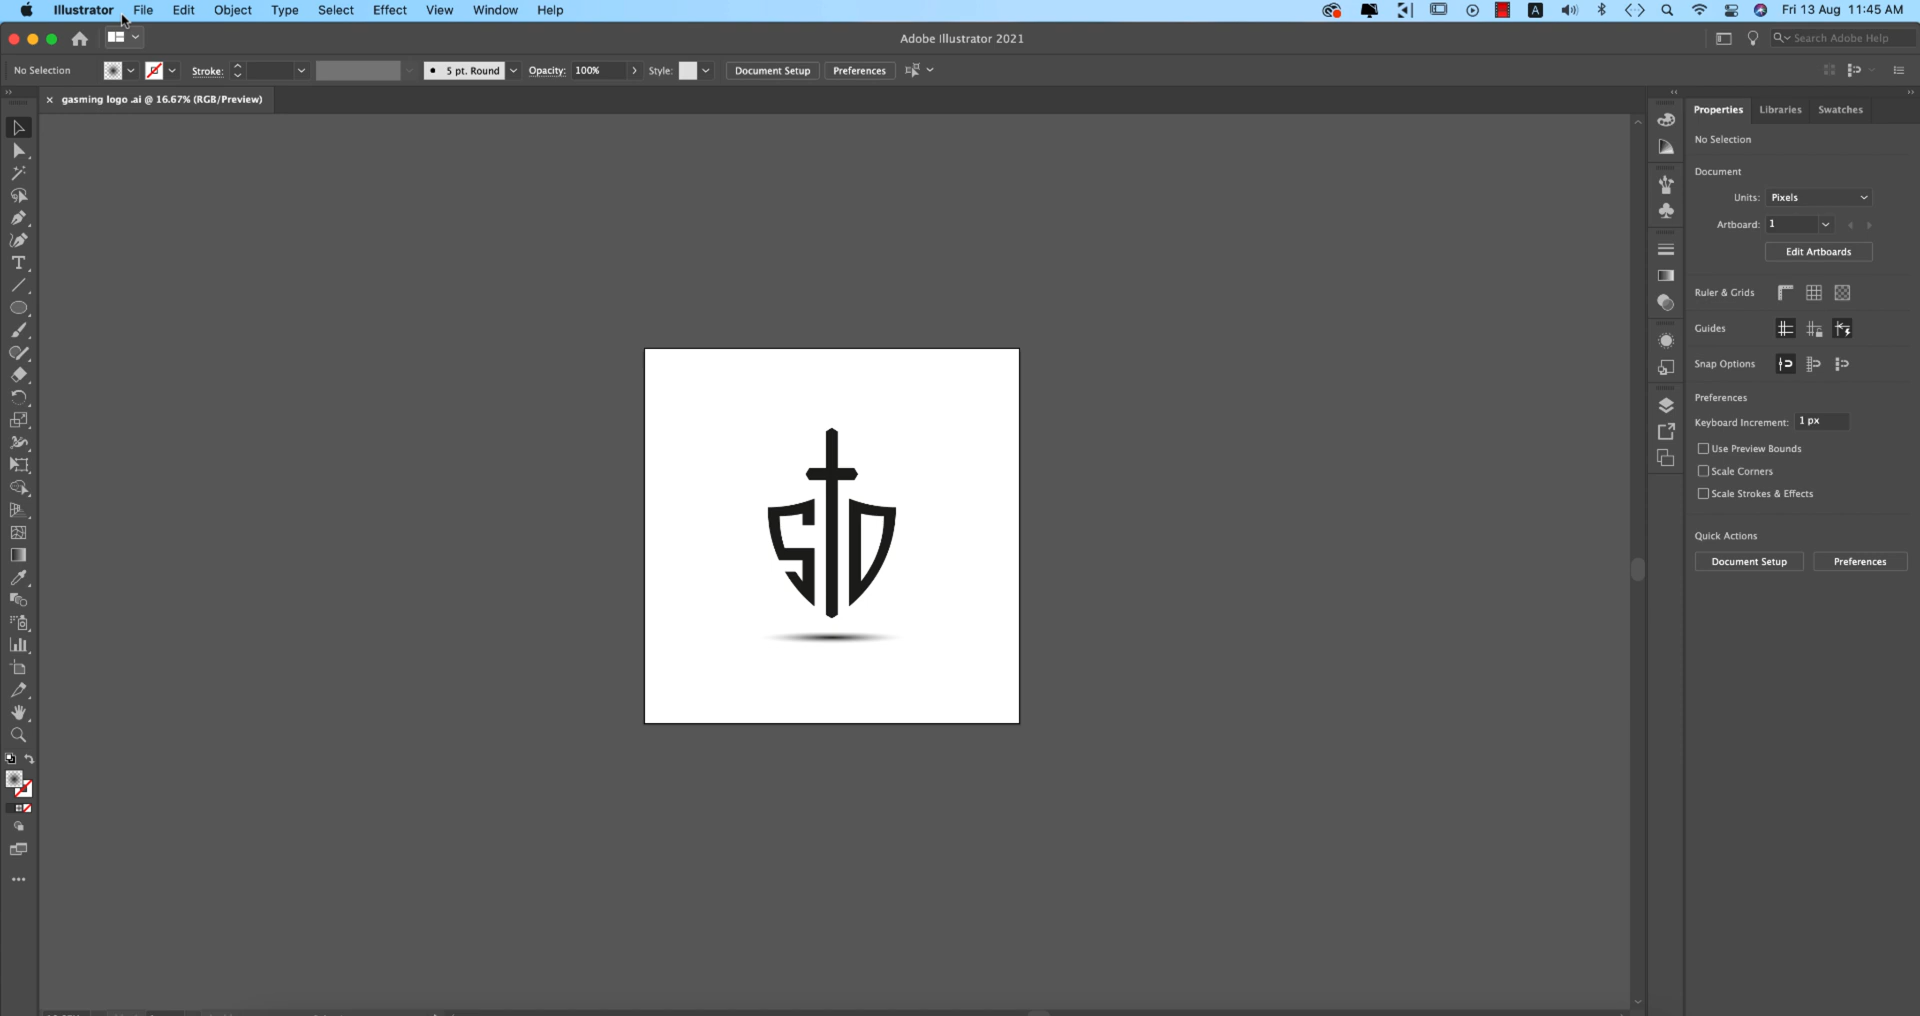 Illustrator File Edit Object Type Select Effect View Window Help
A
Fri 13 Aug 11:45 AM
Adobe Illustrator 2021
Search Adobe Help
No Selection
Stroke:
5 pt. Round
Opacity: 100%
Style:
Document Setup
Preferences
gasming logo .ai @ 16.67% (RGB/Preview)
Properties Libraries Swatches
No Selection
Document
Units: Pixels
Artboard: 1
Edit Artboards
Ruler & Grids
Guides
Snap Options
Preferences
Keyboard Increment: 1 px
Use Preview Bounds
Scale Corners
Scale Strokes & Effects
Quick Actions
Document Setup Preferences
S D